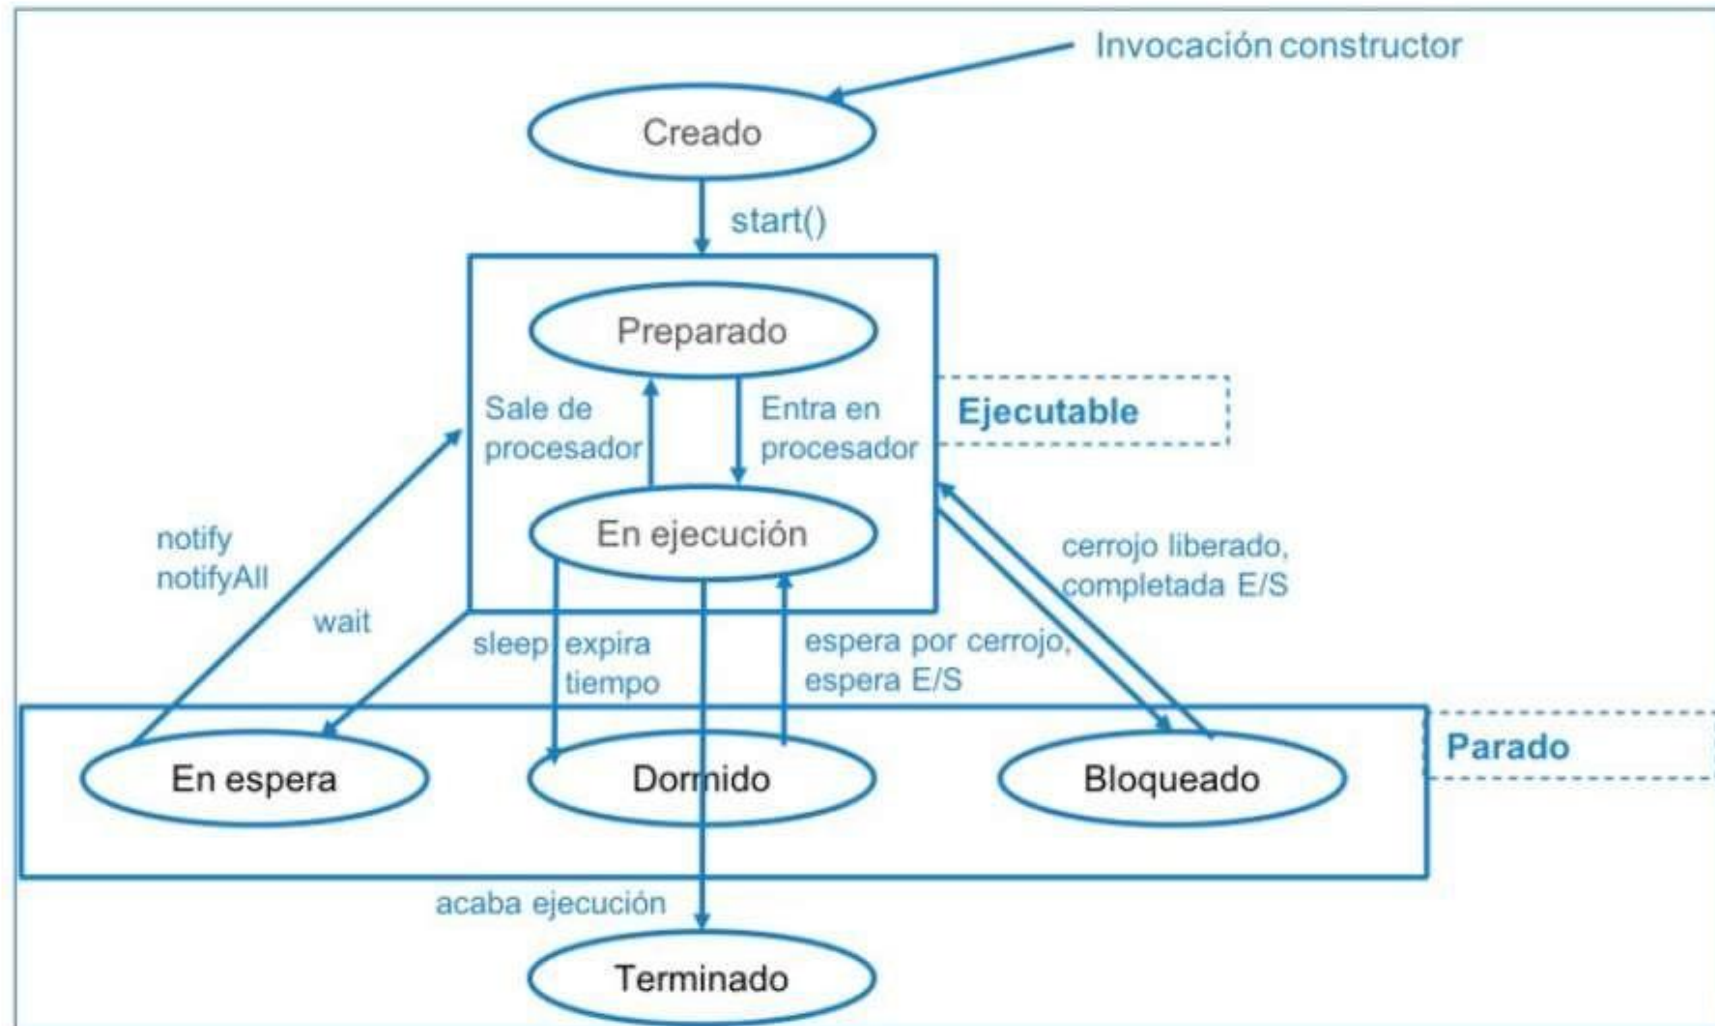 Invocación constructor
Creado
start()
Preparado
Sale de
procesador
Entra en
procesador
Ejecutable
En ejecución
notify
notifyAll
wait
sleep
expira
tiempo
espera por cerrojo,
espera E/S
cerrojo liberado,
completada E/S
Parado
En espera
Dormido
Bloqueado
acaba ejecución
Terminado